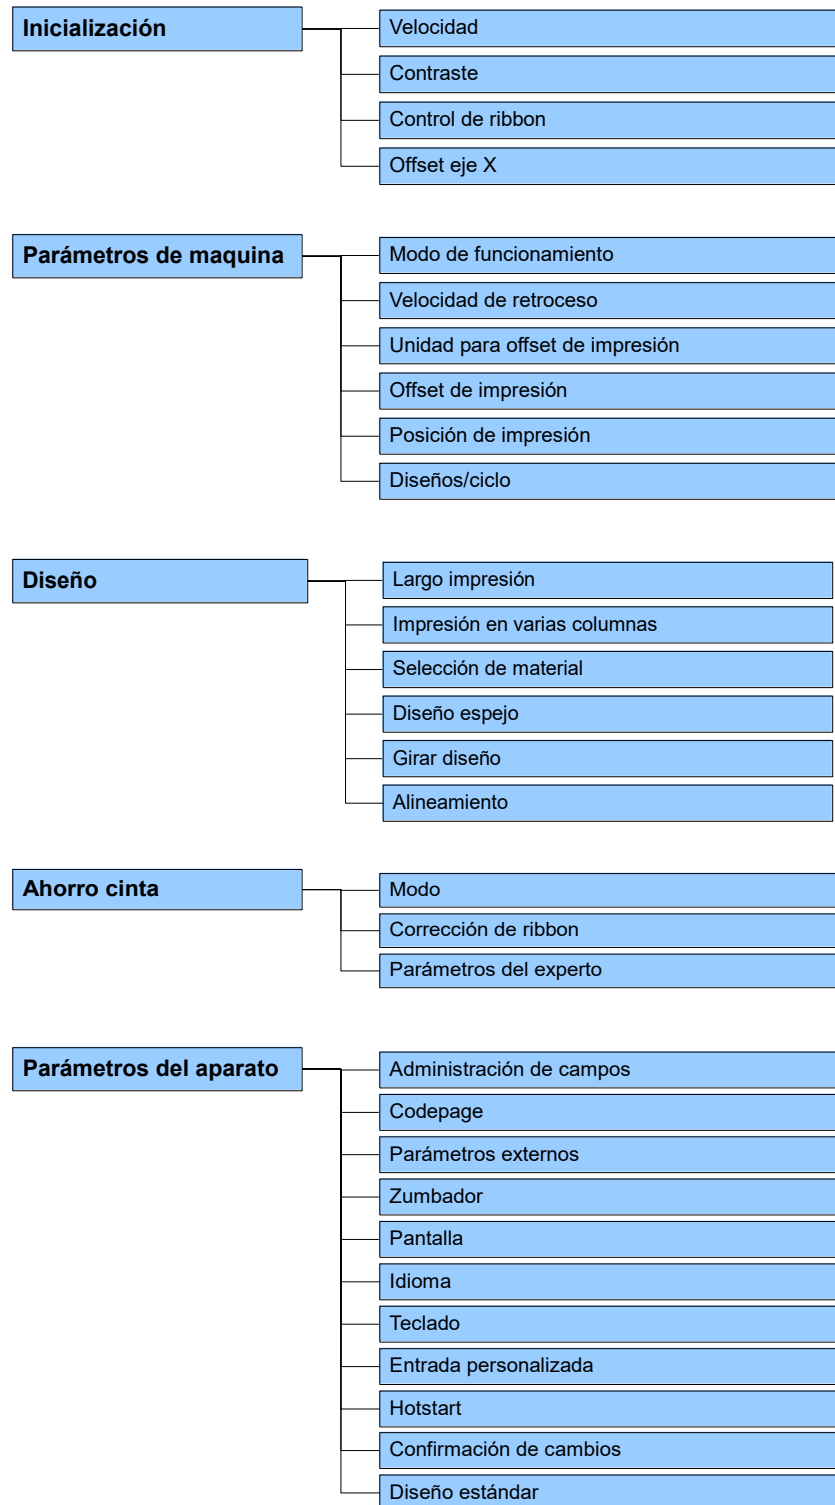 Inicialización
Velocidad
Contraste
Control de ribbon
Offset eje X
Parámetros de maquina
Modo de funcionamiento
Velocidad de retroceso
Unidad para offset de impresión
Offset de impresión
Posición de impresión
Diseños/ciclo
Diseño
Largo impresión
Impresión en varias columnas
Selección de material
Diseño espejo
Girar diseño
Alineamiento
Ahorro cinta
Modo
Corrección de ribbon
Parámetros del experto
Parámetros del aparato
Administración de campos
Codepage
Parámetros externos
Zumbador
Pantalla
Idioma
Teclado
Entrada personalizada
Hotstart
Confirmación de cambios
Diseño estándar